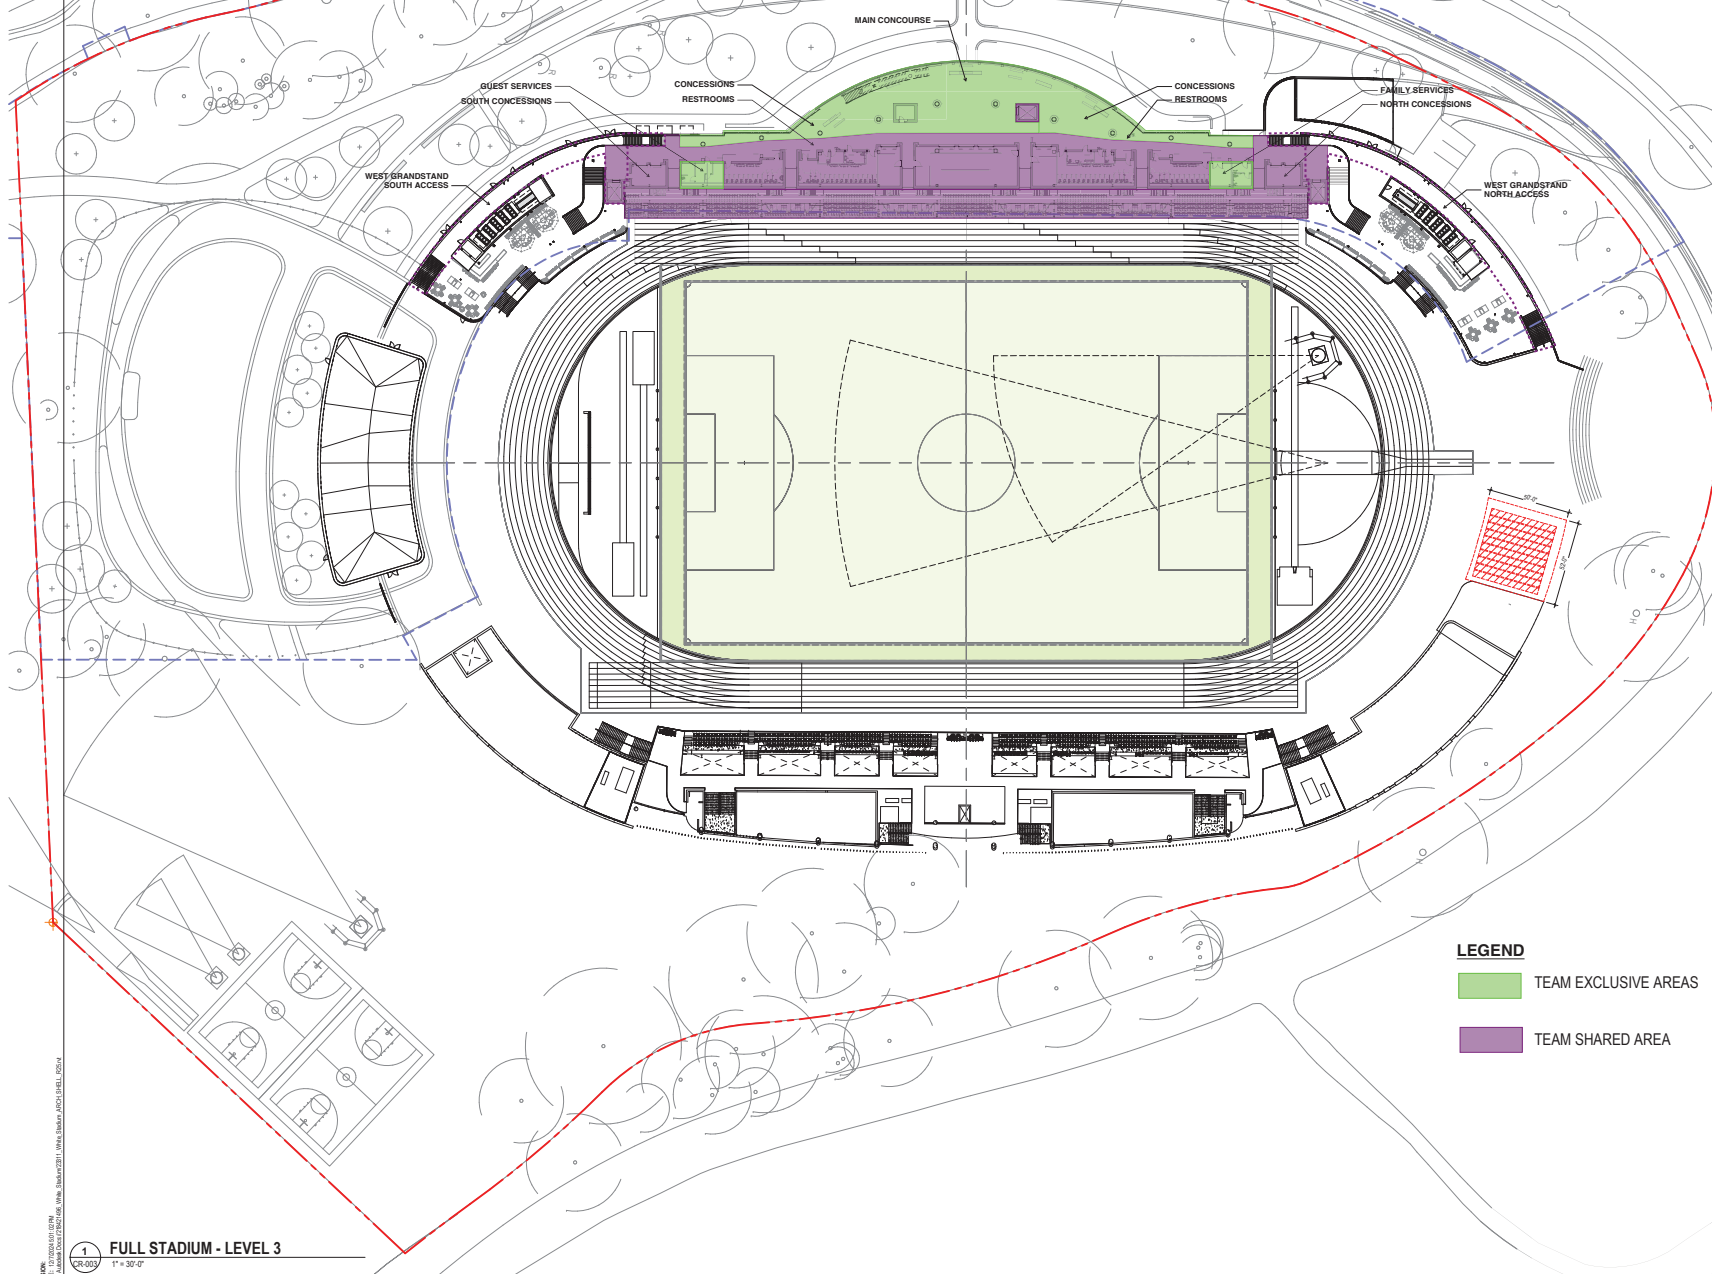 MAIN CONCOURSE
GUEST SERVICES
SOUTH CONCESSIONS
CONCESSIONS
RESTROOMS
CONCESSIONS
RESTROOMS
FAMILY SERVICES
NORTH CONCESSIONS
WEST GRANDSTAND
SOUTH ACCESS
WEST GRANDSTAND
NORTH ACCESS
LEGEND
TEAM EXCLUSIVE AREAS
TEAM SHARED AREA
1
CR-003
FULL STADIUM - LEVEL 3
1" = 30'-0"